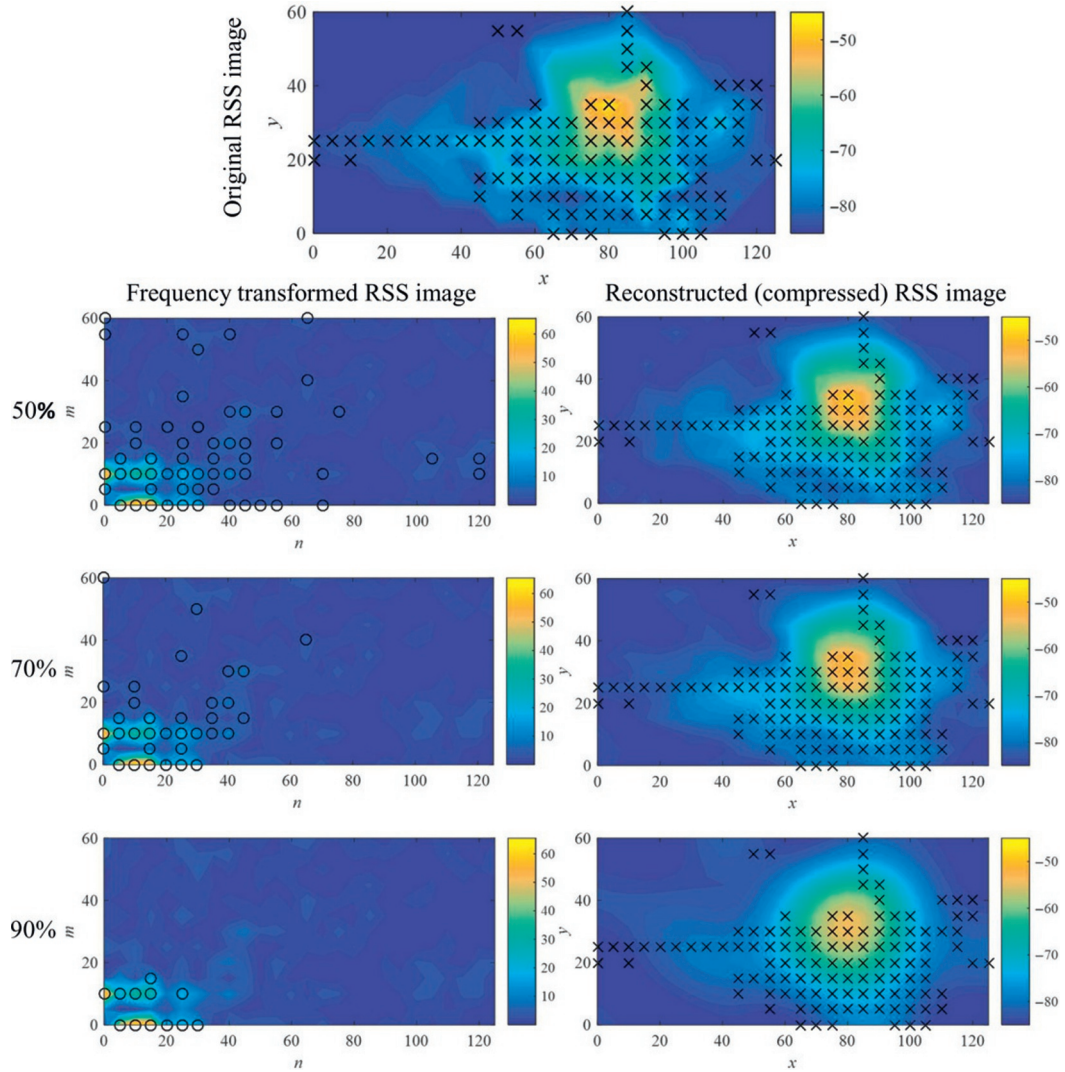 Original RSS image
60
40
20
0
y
0 20 40 60 80 100 120
x
−50
−60
−70
−80
Frequency transformed RSS image
Reconstructed (compressed) RSS image
50%
60
40
20
0
m
0 20 40 60 80 100 120
n
60
50
40
30
20
10
60
40
20
0
y
0 20 40 60 80 100 120
x
−50
−60
−70
−80
70%
60
40
20
0
m
0 20 40 60 80 100 120
n
60
50
40
30
20
10
60
40
20
0
y
0 20 40 60 80 100 120
x
−50
−60
−70
−80
90%
60
40
20
0
m
0 20 40 60 80 100 120
n
60
50
40
30
20
10
60
40
20
0
y
0 20 40 60 80 100 120
x
−50
−60
−70
−80